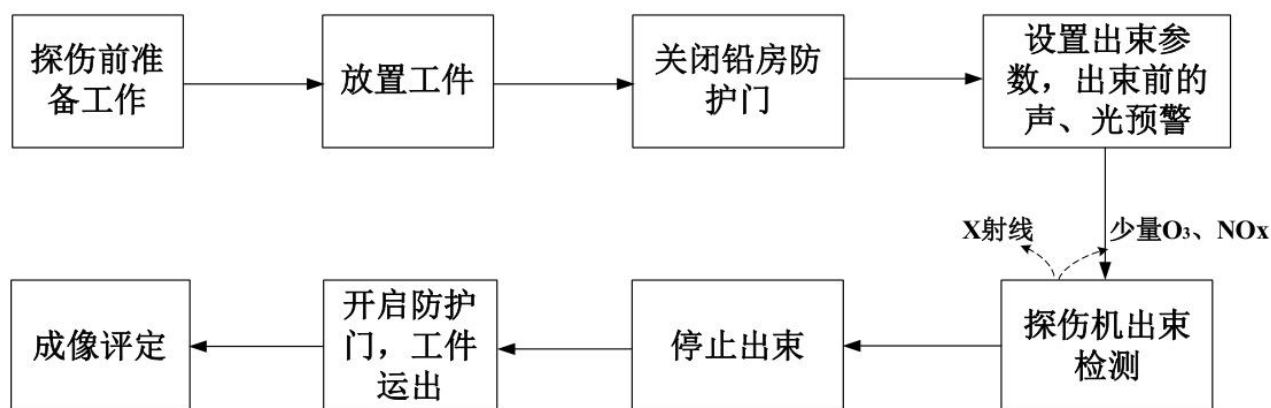 探伤前准
备工作
放置工件
关闭铅房防
护门
设置出束参
数，出束前的
声、光预警
X射线
少量O₃、NOx
成像评定
开启防护
门，工件
运出
停止出束
探伤机出束
检测